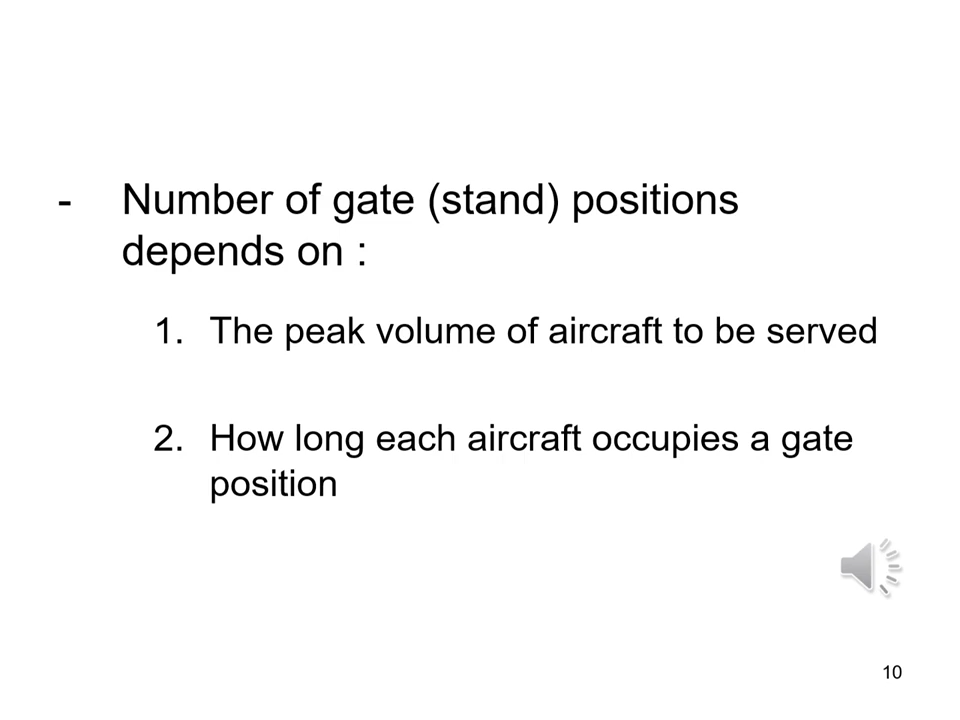 - Number of gate (stand) positions
depends on :
1. The peak volume of aircraft to be served
2. How long each aircraft occupies a gate
position
10